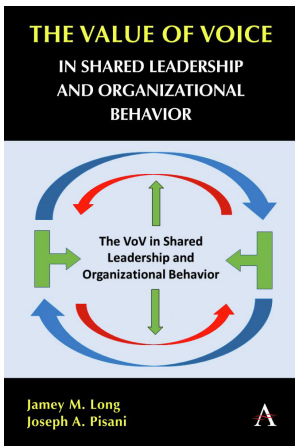 THE VALUE OF VOICE
IN SHARED LEADERSHIP
AND ORGANIZATIONAL
BEHAVIOR
The VoV in Shared
Leadership and
Organizational Behavior
Jamey M. Long
Joseph A. Pisani
A